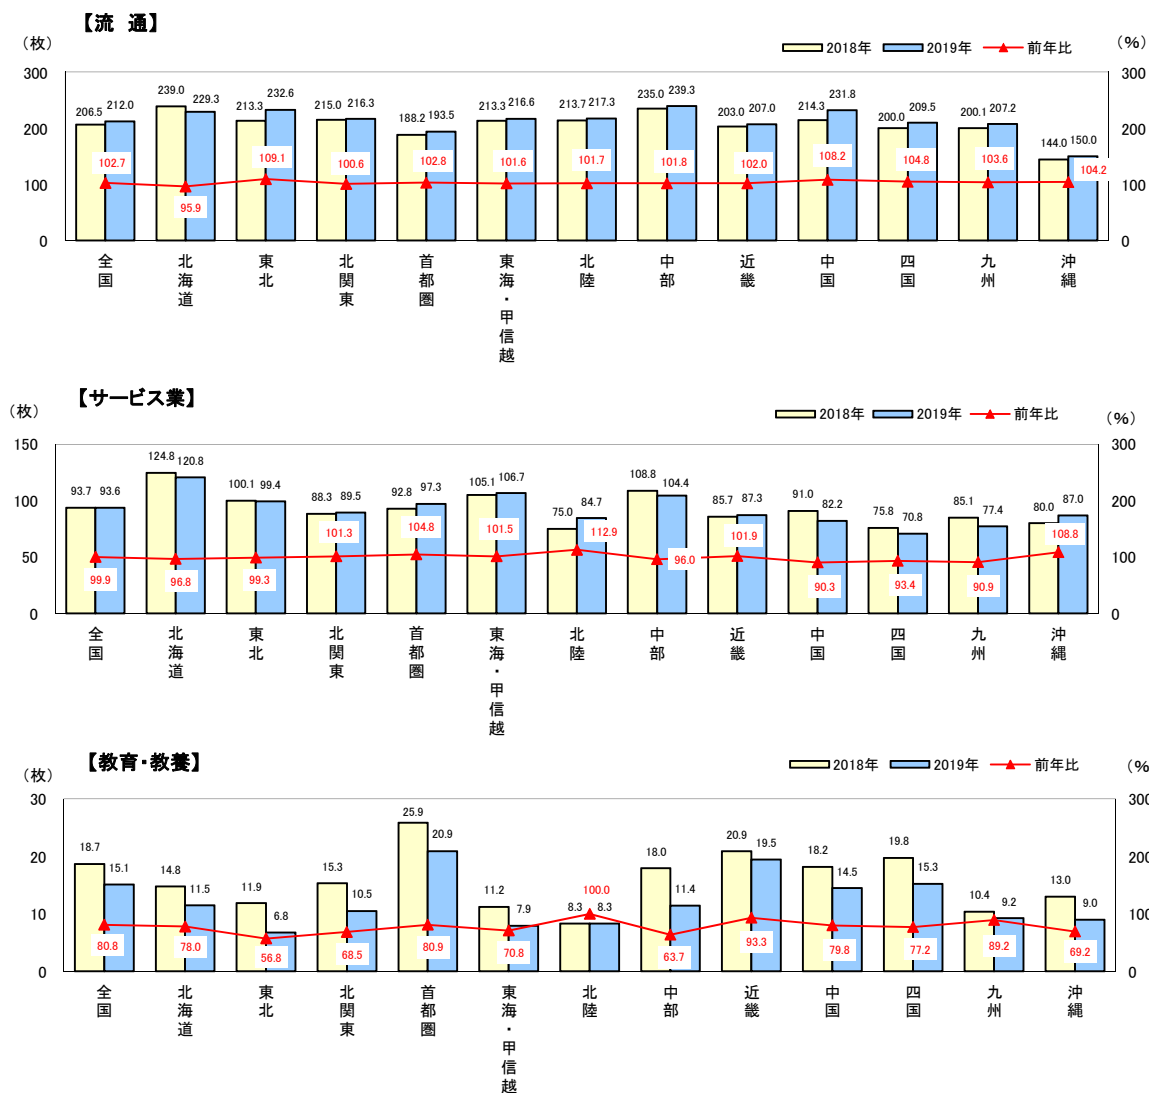 【流 通】
（枚） 2018年 2019年 前年比 （％）
300 300
200 200
100 100
0 0
206.5 212.0 239.0 229.3 213.3 232.6 215.0 216.3 188.2 193.5 213.3 216.6 213.7 217.3 235.0 239.3 203.0 207.0 214.3 231.8 200.0 209.5 200.1 207.2 144.0 150.0
102.7 95.9 109.1 100.6 102.8 101.6 101.7 101.8 102.0 108.2 104.8 103.6 104.2
全国 北海道 東北 北関東 首都圏 東海・甲信越 北陸 中部 近畿 中国 四国 九州 沖縄
【サービス業】
（枚） 2018年 2019年 前年比 （％）
150 300
100 200
50 100
0 0
93.7 93.6 124.8 120.8 100.1 99.4 88.3 89.5 92.8 97.3 105.1 106.7 75.0 84.7 108.8 104.4 85.7 87.3 91.0 82.2 75.8 70.8 85.1 77.4 80.0 87.0
99.9 96.8 99.3 101.3 104.8 101.5 112.9 96.0 101.9 90.3 93.4 90.9 108.8
全国 北海道 東北 北関東 首都圏 東海・甲信越 北陸 中部 近畿 中国 四国 九州 沖縄
【教育・教養】
（枚） 2018年 2019年 前年比 （％
30 300
20 200
10 100
0 0
18.7 15.1 14.8 11.5 11.9 6.8 15.3 10.5 25.9 20.9 11.2 7.9 8.3 8.3 18.0 11.4 20.9 19.5 18.2 14.5 19.8 15.3 10.4 9.2 13.0 9.0
80.8 78.0 56.8 68.5 80.9 70.8 100.0 63.7 93.3 79.8 77.2 89.2 69.2
全国 北海道 東北 北関東 首都圏 東海・甲信越 北陸 中部 近畿 中国 四国 九州 沖縄